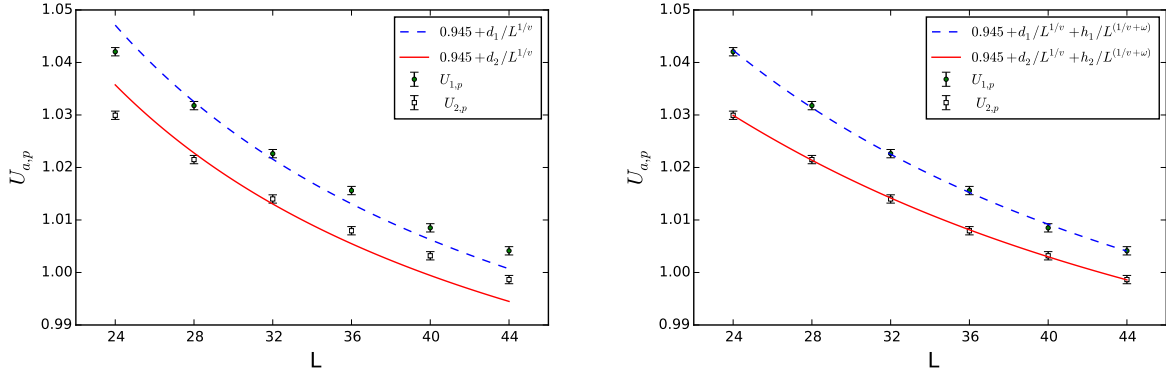 1.05
1.04
1.03
1.02
1.01
1.00
0.99
U_{a,p}
24 28 32 36 40 44
L
0.945+d_1/L^{1/ν}
0.945+d_2/L^{1/ν}
U_{1,p}
U_{2,p}
1.05
1.04
1.03
1.02
1.01
1.00
0.99
U_{a,p}
24 28 32 36 40 44
L
0.945+d_1/L^{1/ν}+h_1/L^{(1/ν+ω)}
0.945+d_2/L^{1/ν}+h_2/L^{(1/ν+ω)}
U_{1,p}
U_{2,p}